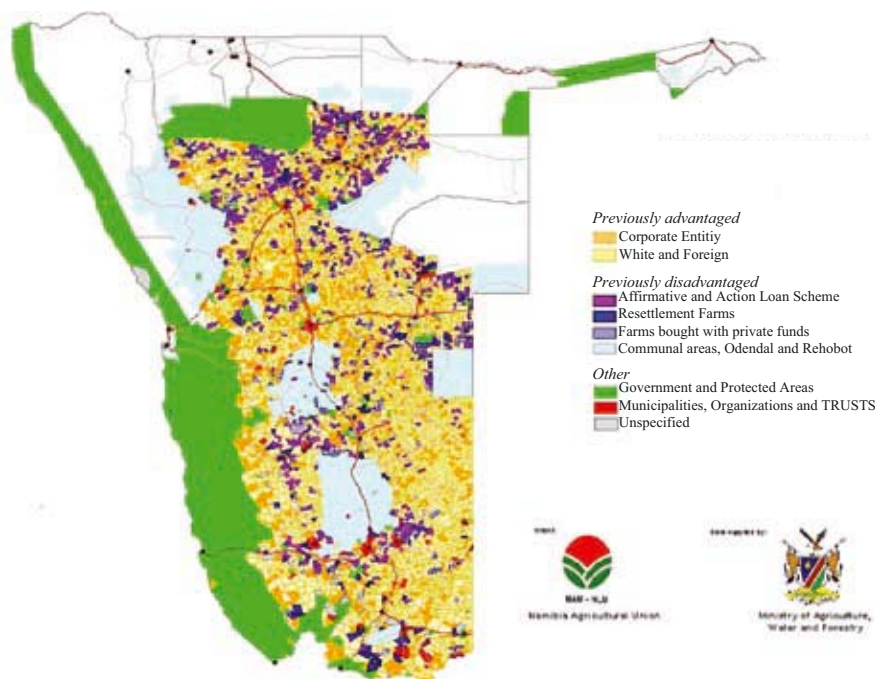 Previously advantaged
Corporate Entitiy
White and Foreign
Previously disadvantaged
Affirmative and Action Loan Scheme
Resettlement Farms
Farms bought with private funds
Communal areas, Odendal and Rehobot
Other
Government and Protected Areas
Municipalities, Organizations and TRUSTS
Unspecified
Namibia Agricultural Union
Ministry of Agriculture,
Water and Forestry